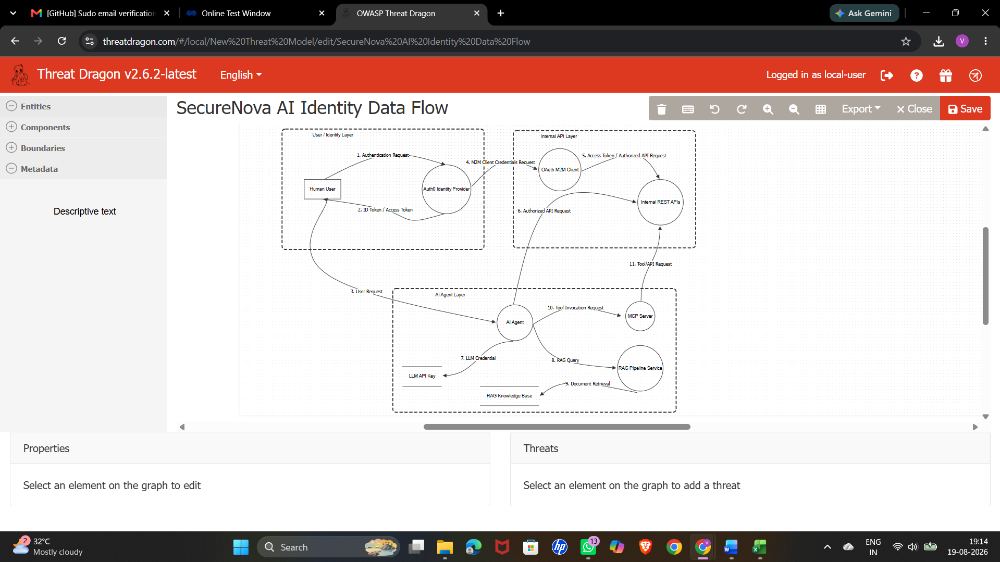 [GitHub] Sudo email verification
Online Test Window
OWASP Threat Dragon
Ask Gemini
threatdragon.com/#/local/New%20Threat%20Model/edit/SecureNova%20AI%20Identity%20Data%20Flow
V
Threat Dragon v2.6.2-latest
English
Logged in as local-user
Entities
Components
Boundaries
Metadata
Descriptive text
SecureNova AI Identity Data Flow
Export
Close
Save
User / Identity Layer
Internal API Layer
1. Authentication Request
5. Access Token / Authorized API Request
4. M2M Client Credentials Request
OAuth M2M Client
Human User
Auth0 Identity Provider
Internal REST APIs
2. ID Token / Access Token
6. Authorized API Request
11. Tool/API Request
3. User Request
AI Agent Layer
10. Tool Invocation Request
MCP Server
AI Agent
7. LLM Credential
8. RAG Query
RAG Pipeline Service
LLM API Key
9. Document Retrieval
RAG Knowledge Base
Properties
Select an element on the graph to edit
Threats
Select an element on the graph to add a threat
2
32°C
Mostly cloudy
Search
hp
13
V
W
X
ENG
IN
19:14
19-08-2026